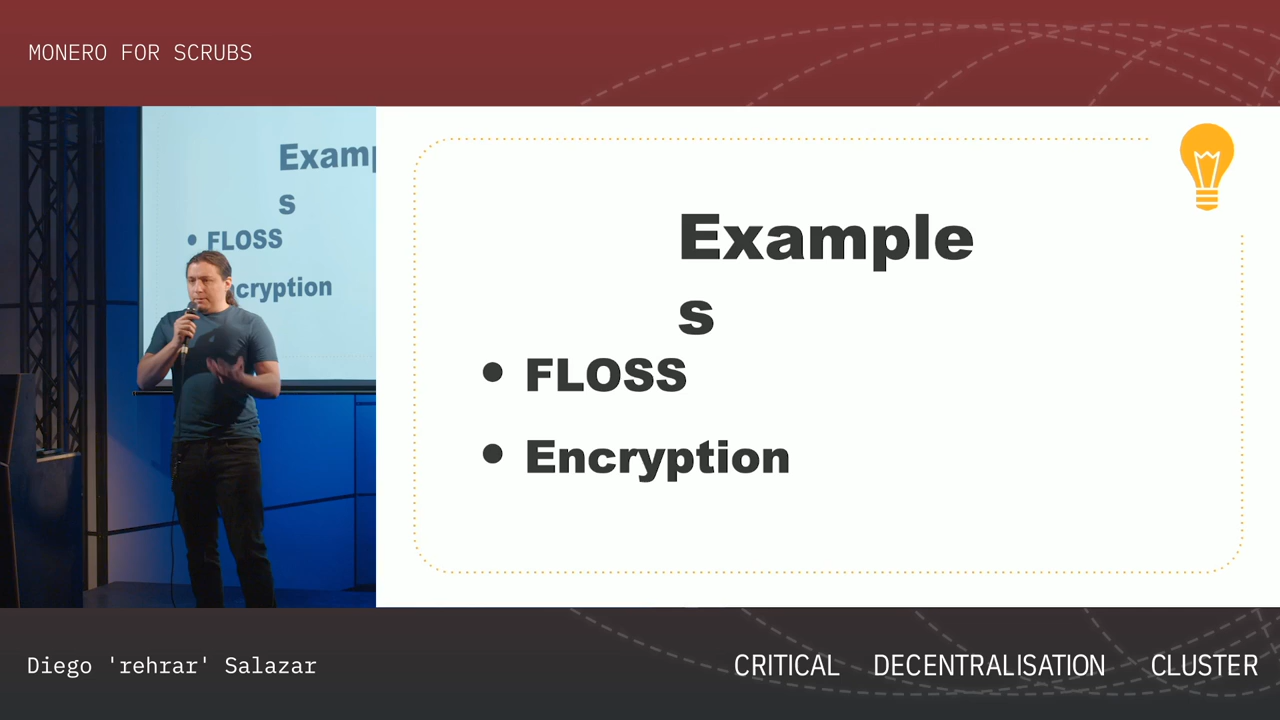 MONERO FOR SCRUBS
Examp
s
• FLOSS
cryption
Example
s
• FLOSS
• Encryption
Diego 'rehrar' Salazar
CRITICAL DECENTRALISATION CLUSTER